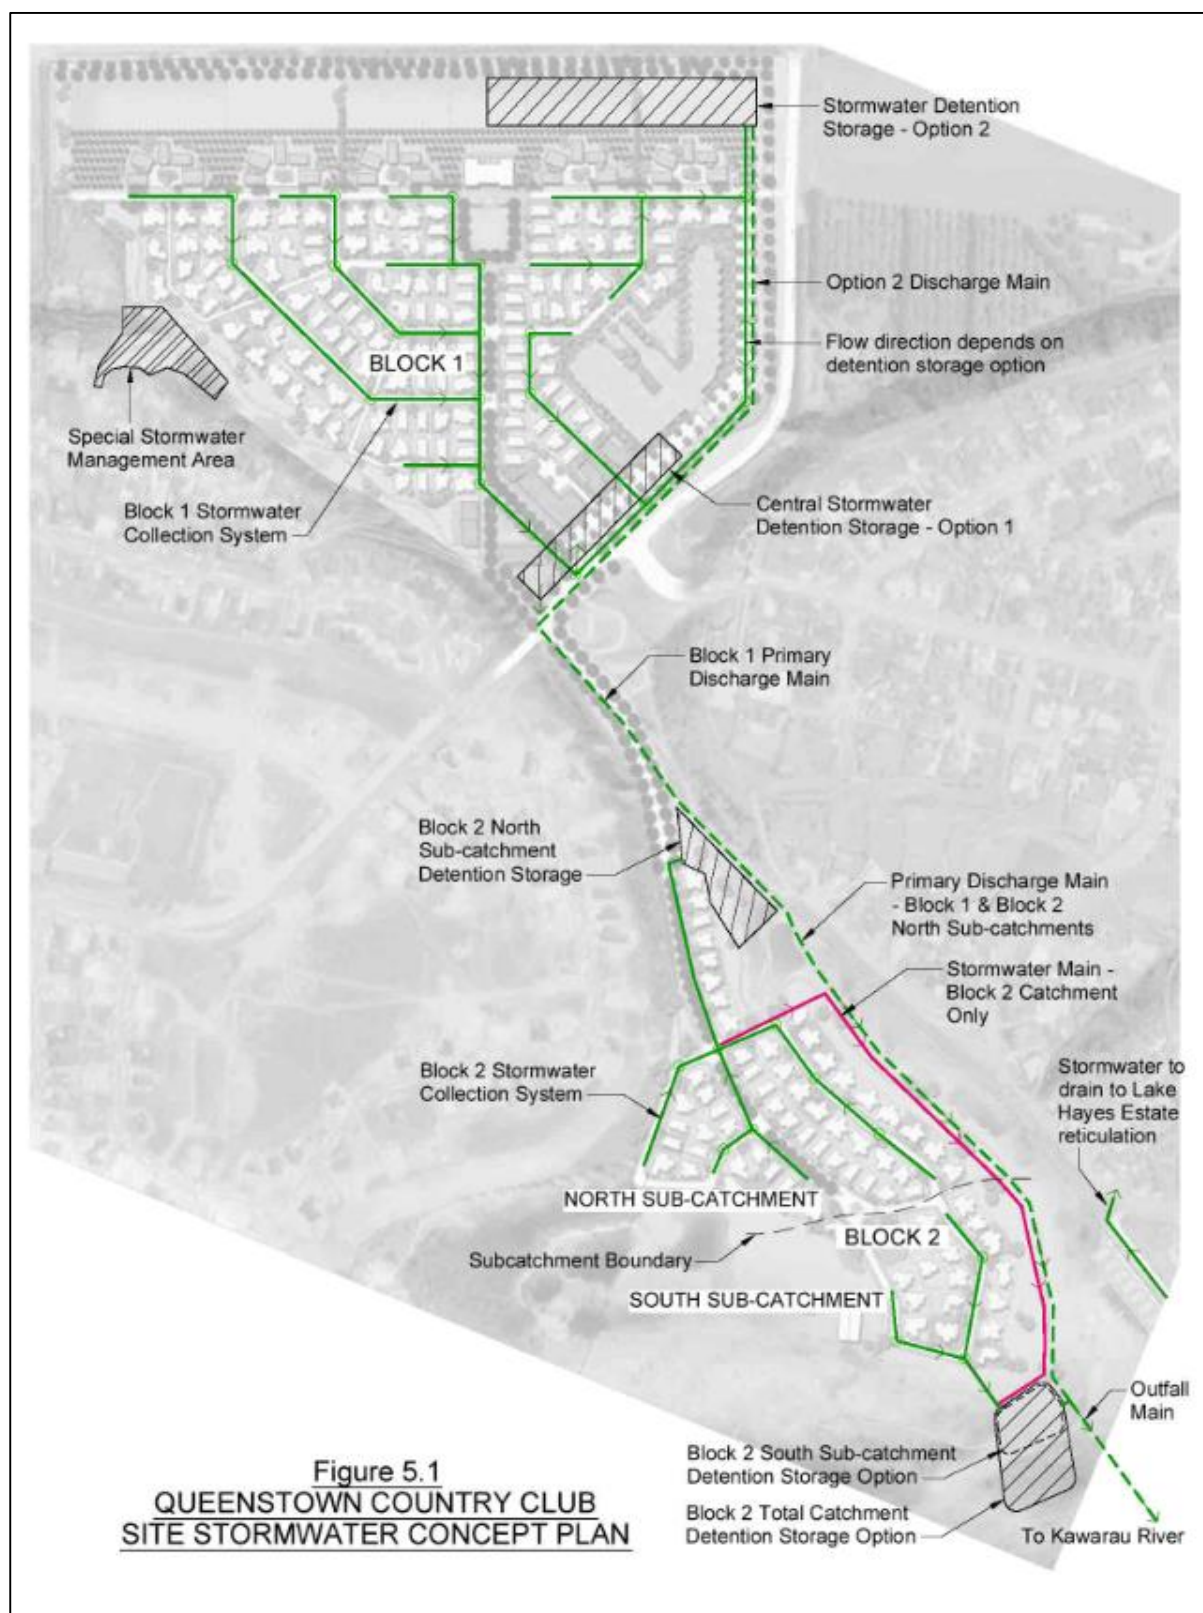 Stormwater Detention
Storage - Option 2
Option 2 Discharge Main
Flow direction depends on
detention storage option
BLOCK 1
Special Stormwater
Management Area
Block 1 Stormwater
Collection System
Central Stormwater
Detention Storage - Option 1
Block 1 Primary
Discharge Main
Block 2 North
Sub-catchment
Detention Storage
Primary Discharge Main
- Block 1 & Block 2
North Sub-catchments
Stormwater Main -
Block 2 Catchment
Only
Block 2 Stormwater
Collection System
Stormwater to
drain to Lake
Hayes Estate
reticulation
NORTH SUB-CATCHMENT
BLOCK 2
Subcatchment Boundary
SOUTH SUB-CATCHMENT
Outfall
Main
Block 2 South Sub-catchment
Detention Storage Option
Block 2 Total Catchment
Detention Storage Option
To Kawarau River
Figure 5.1
QUEENSTOWN COUNTRY CLUB
SITE STORMWATER CONCEPT PLAN